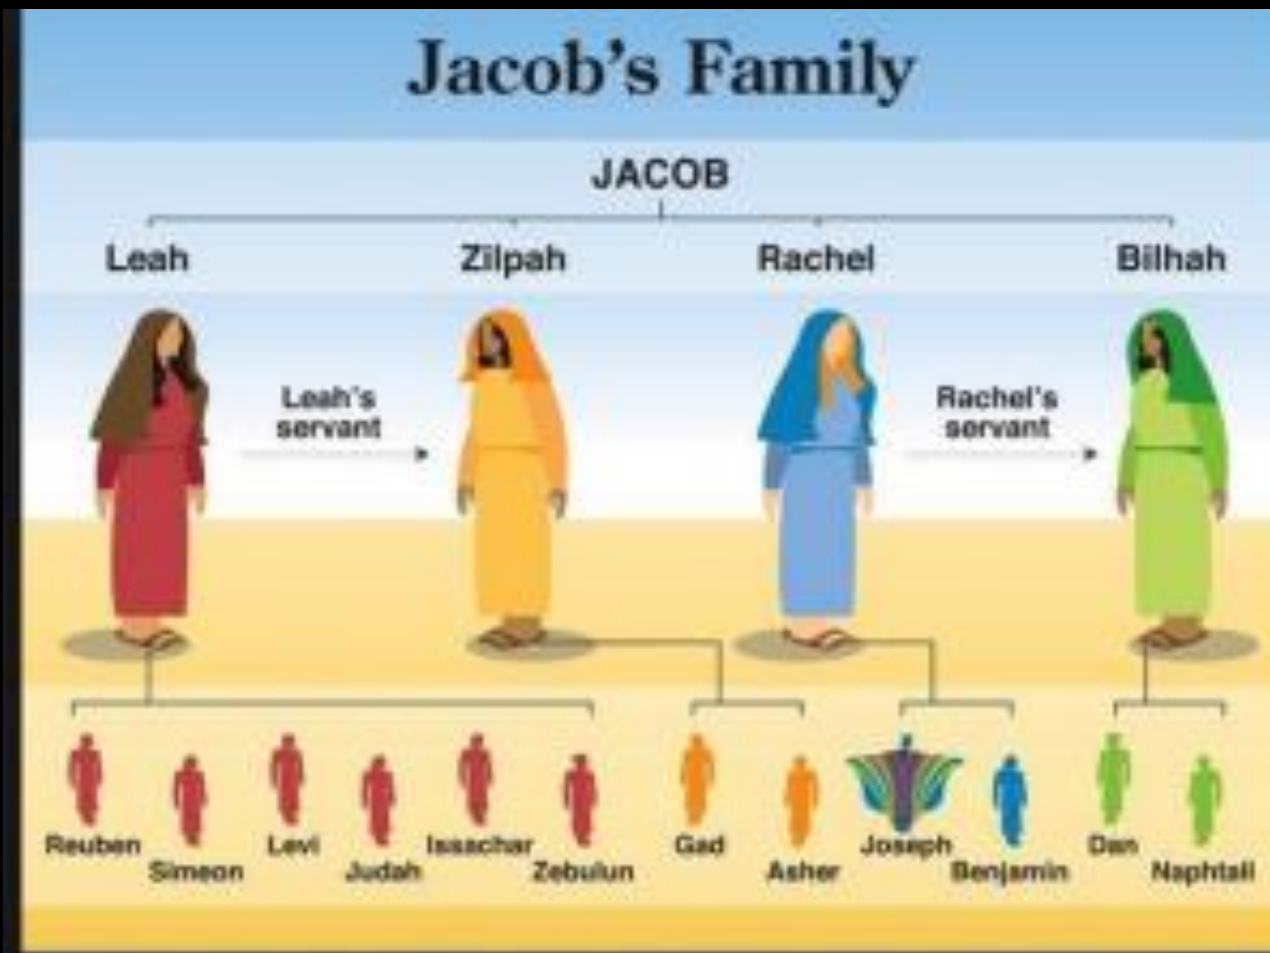 Jacob's Family
JACOB
Leah Zilpah Rachel Bilhah
Leah's
servant
Rachel's
servant
Reuben
Simeon
Levi
Judah
Issachar
Zebulun
Gad
Asher
Joseph
Benjamin
Dan
Naphtali